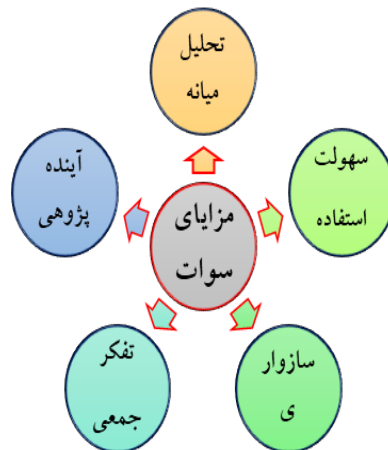 تحلیل
میانه
سهولت
استفاده
سازوار
ی
تفکر
جمعی
آینده
پژوهی
مزایای
سوات